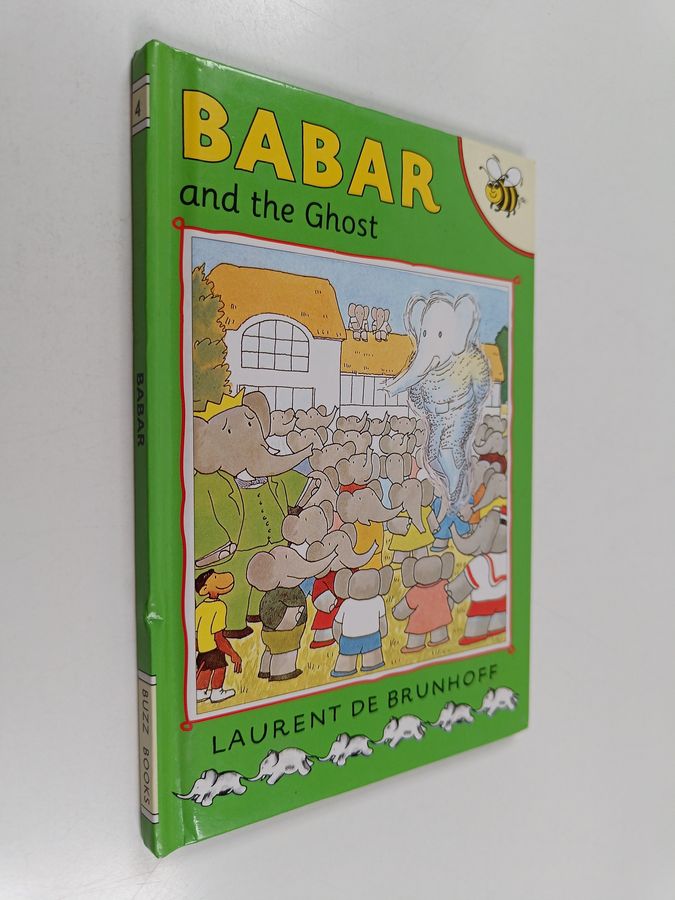 BABAR
and the Ghost
LAURENT DE BRUNHOFF
4
BABAR
BUZZ BOOKS